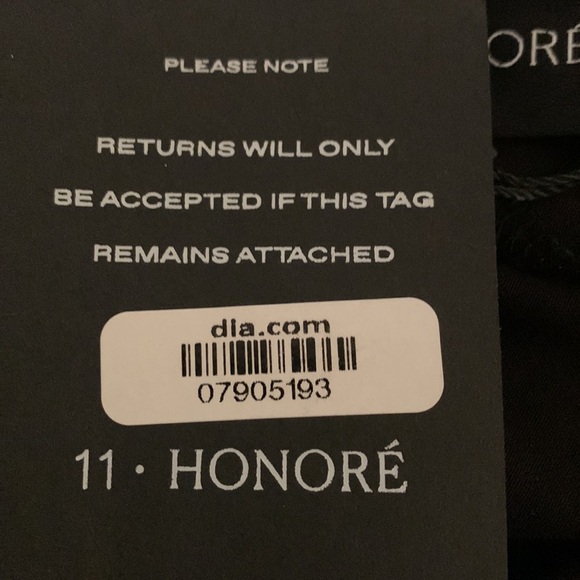 PLEASE NOTE
RETURNS WILL ONLY
BE ACCEPTED IF THIS TAG
REMAINS ATTACHED
dia.com
07905193
11 · HONORÉ
ORÉ